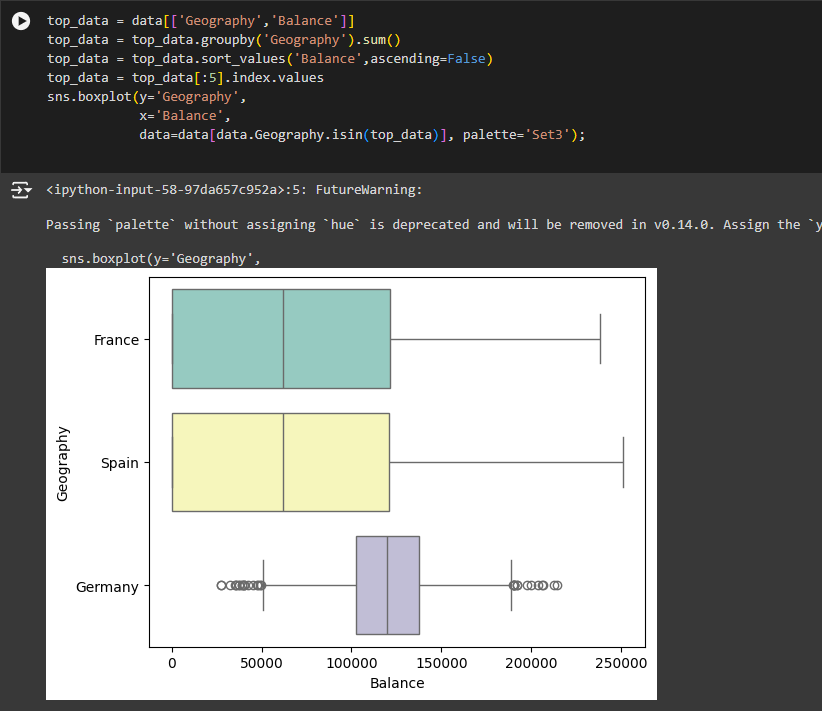 top_data = data[['Geography','Balance']]
top_data = top_data.groupby('Geography').sum()
top_data = top_data.sort_values('Balance',ascending=False)
top_data = top_data[:5].index.values
sns.boxplot(y='Geography',
            x='Balance',
            data=data[data.Geography.isin(top_data)], palette='Set3');
<ipython-input-58-97da657c952a>:5: FutureWarning:
Passing `palette` without assigning `hue` is deprecated and will be removed in v0.14.0. Assign the `y
  sns.boxplot(y='Geography',
France
Spain
Germany
Geography
0 50000 100000 150000 200000 250000
Balance